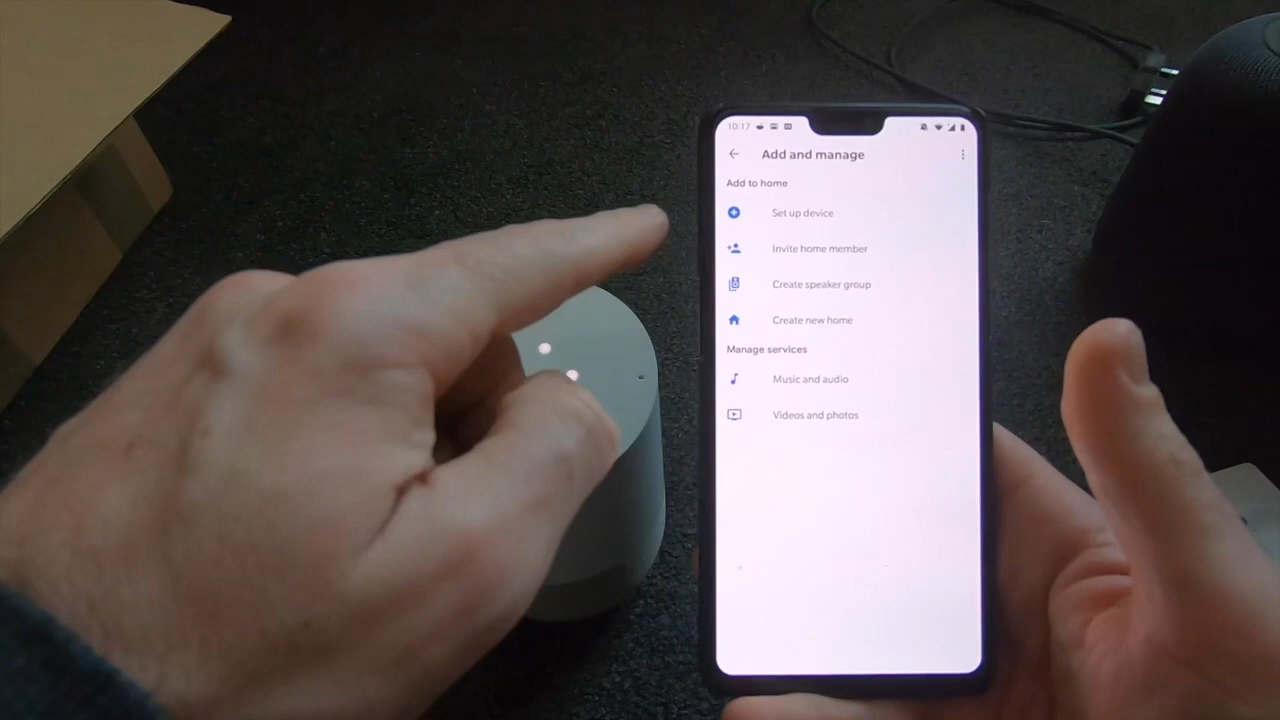 10:17
Add and manage
Add to home
Set up device
Invite home member
Create speaker group
Create new home
Manage services
Music and audio
Videos and photos